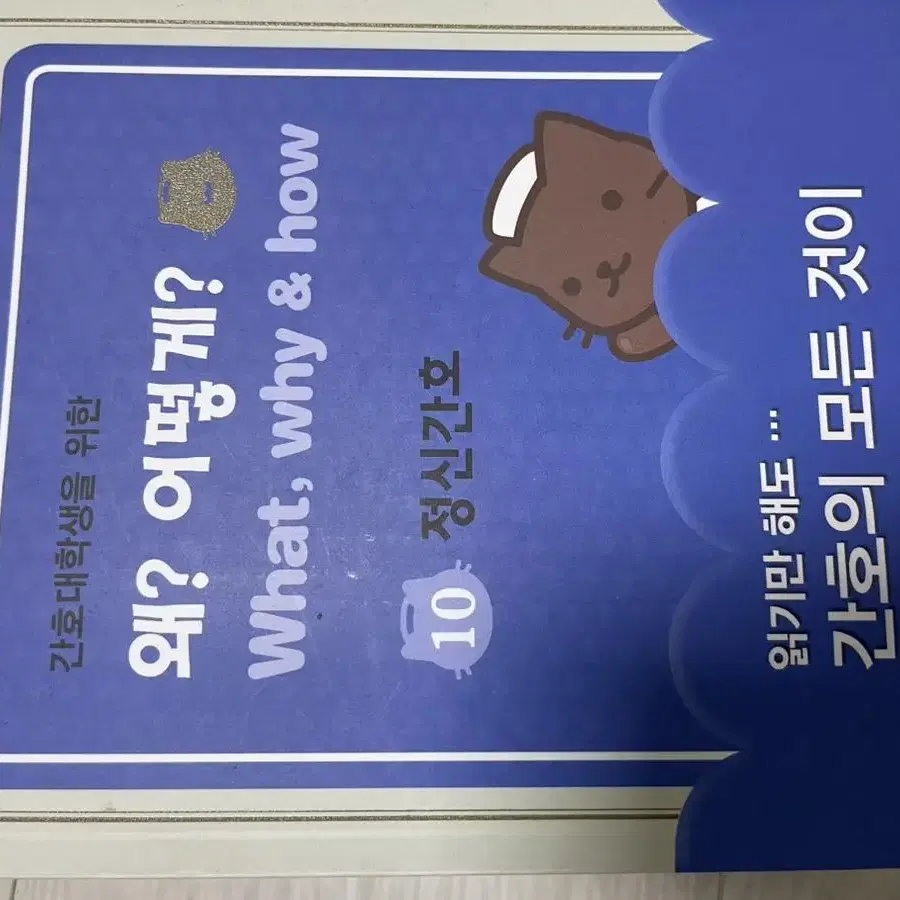 간호대학생을 위한
왜? 어떻게?
What, why & how
10 정신간호
읽기만 해도 ...
간호의 모든 것이